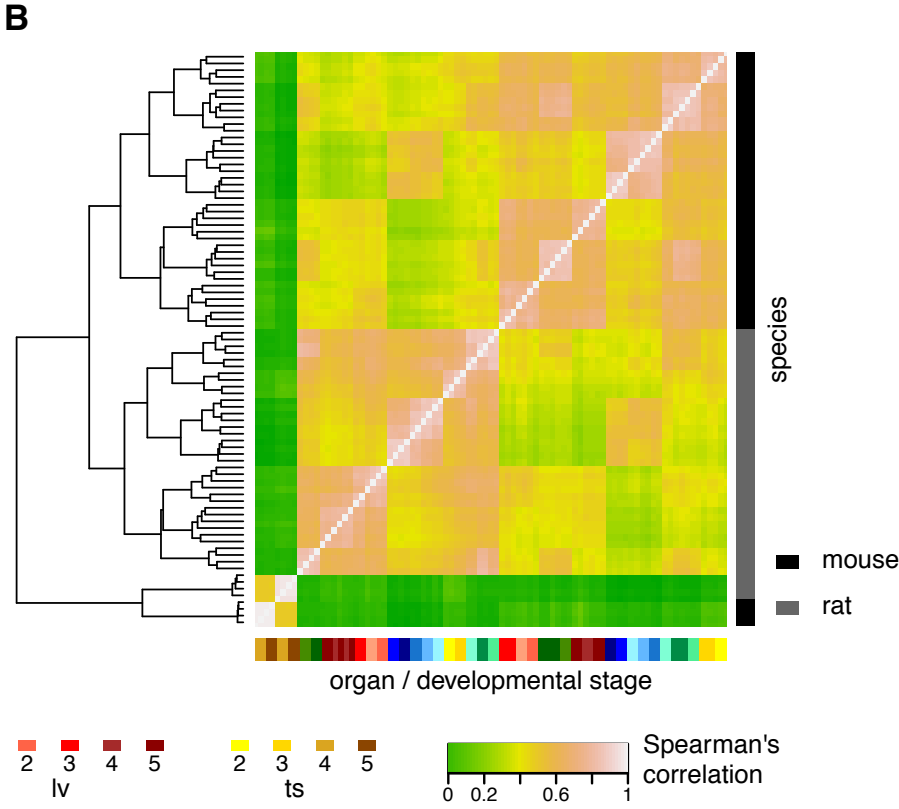 B
species
mouse
rat
organ / developmental stage
2 3 4 5
lv
2 3 4 5
ts
Spearman's
correlation
0 0.2 0.6 1